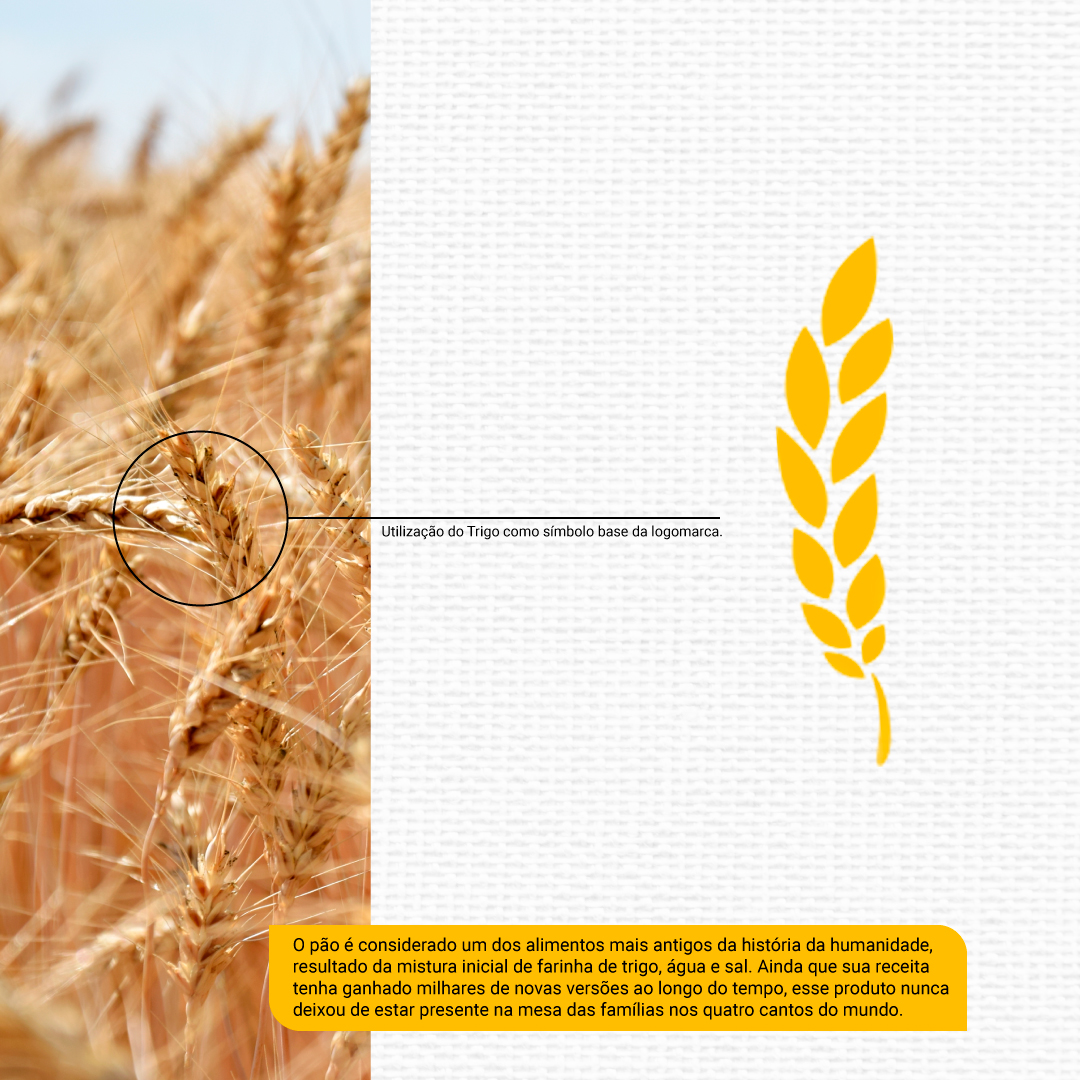 Utilização do Trigo como símbolo base da logomarca.
O pão é considerado um dos alimentos mais antigos da história da humanidade,
resultado da mistura inicial de farinha de trigo, água e sal. Ainda que sua receita
tenha ganhado milhares de novas versões ao longo do tempo, esse produto nunca
deixou de estar presente na mesa das famílias nos quatro cantos do mundo.